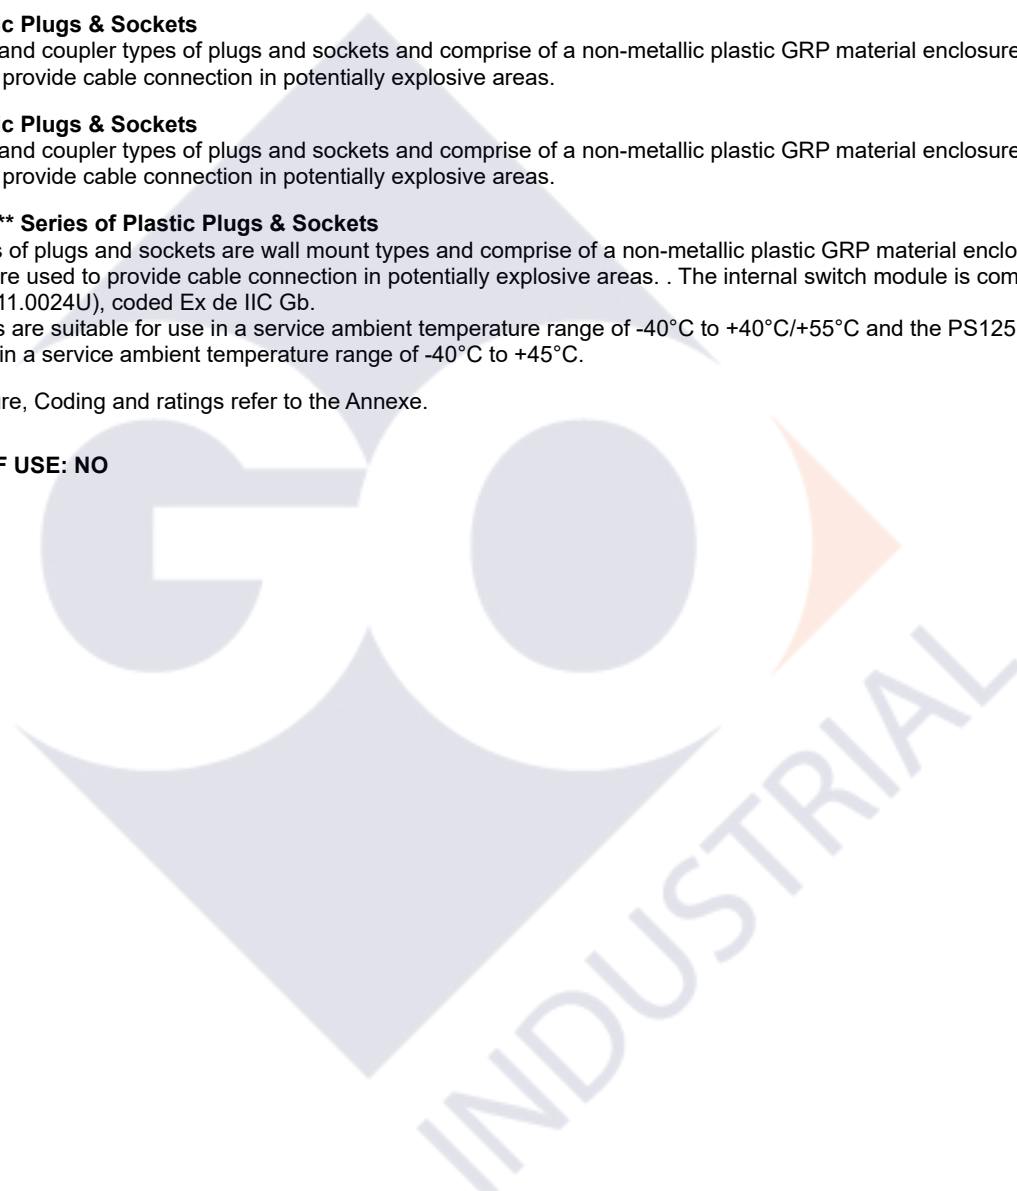 c Plugs & Sockets
and coupler types of plugs and sockets and comprise of a non-metallic plastic GRP material enclosure
provide cable connection in potentially explosive areas.
c Plugs & Sockets
and coupler types of plugs and sockets and comprise of a non-metallic plastic GRP material enclosure
provide cable connection in potentially explosive areas.
** Series of Plastic Plugs & Sockets
s of plugs and sockets are wall mount types and comprise of a non-metallic plastic GRP material enclo
re used to provide cable connection in potentially explosive areas. . The internal switch module is com
11.0024U), coded Ex de IIC Gb.
s are suitable for use in a service ambient temperature range of -40°C to +40°C/+55°C and the PS125
in a service ambient temperature range of -40°C to +45°C.
re, Coding and ratings refer to the Annexe.
F USE: NO
GO
INDUSTRIAL